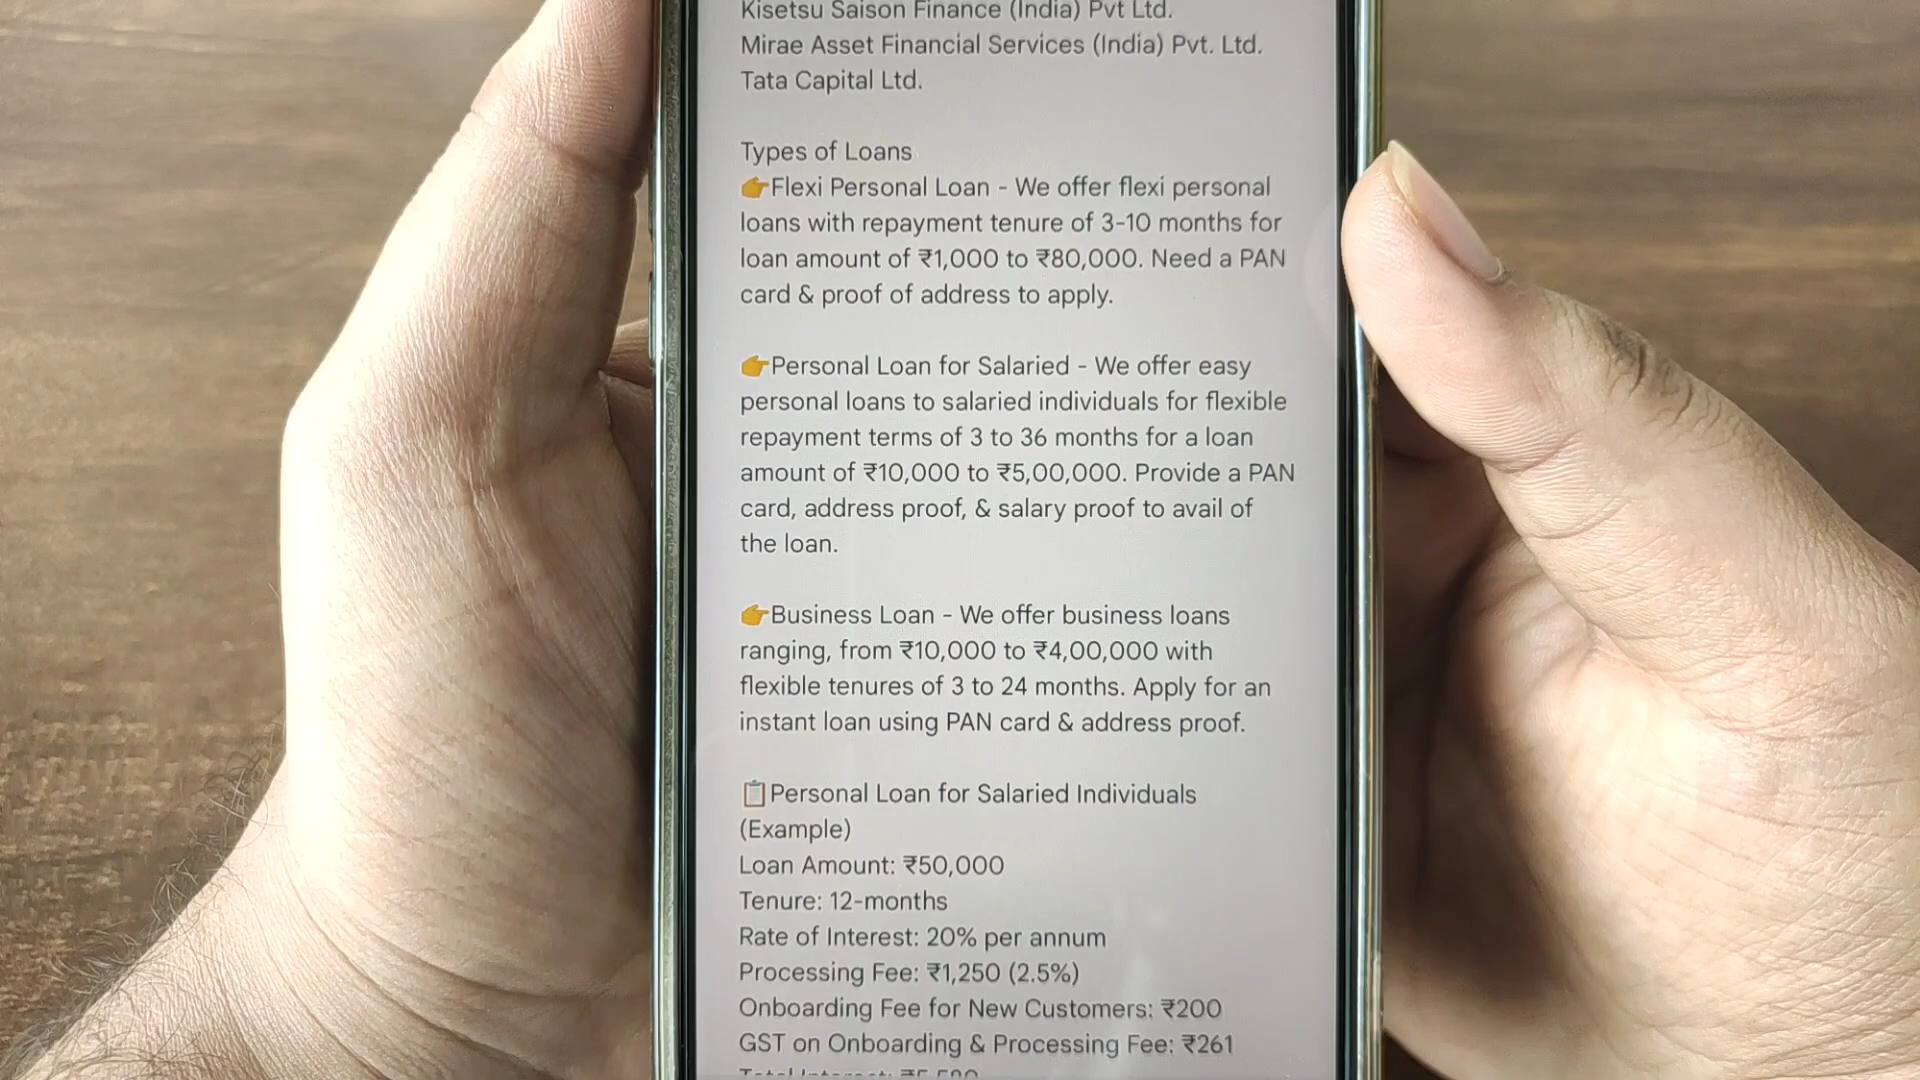 Kisetsu Saison Finance (India) Pvt Ltd.
Mirae Asset Financial Services (India) Pvt. Ltd.
Tata Capital Ltd.
Types of Loans
👉Flexi Personal Loan - We offer flexi personal
loans with repayment tenure of 3-10 months for
loan amount of ₹1,000 to ₹80,000. Need a PAN
card & proof of address to apply.
👉Personal Loan for Salaried - We offer easy
personal loans to salaried individuals for flexible
repayment terms of 3 to 36 months for a loan
amount of ₹10,000 to ₹5,00,000. Provide a PAN
card, address proof, & salary proof to avail of
the loan.
👉Business Loan - We offer business loans
ranging, from ₹10,000 to ₹4,00,000 with
flexible tenures of 3 to 24 months. Apply for an
instant loan using PAN card & address proof.
📋Personal Loan for Salaried Individuals
(Example)
Loan Amount: ₹50,000
Tenure: 12-months
Rate of Interest: 20% per annum
Processing Fee: ₹1,250 (2.5%)
Onboarding Fee for New Customers: ₹200
GST on Onboarding & Processing Fee: ₹261
Total Interest: